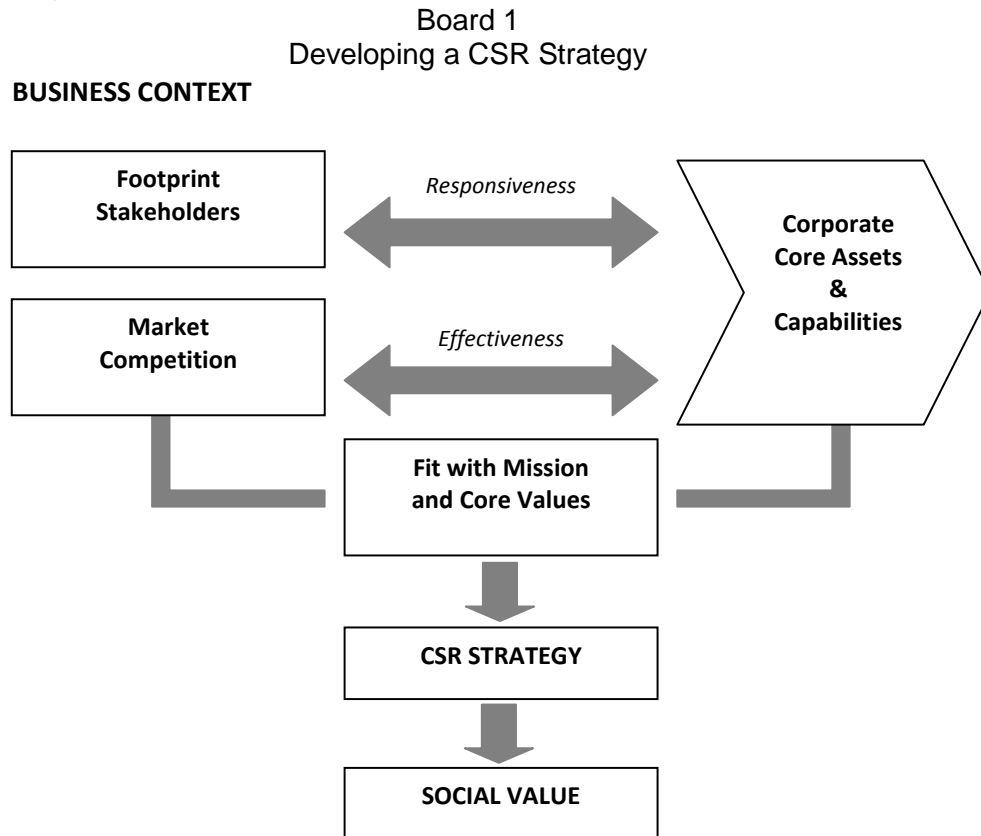 Board 1
Developing a CSR Strategy
BUSINESS CONTEXT
Footprint
Stakeholders
Responsiveness
Corporate
Core Assets
&
Capabilities
Market
Competition
Effectiveness
Fit with Mission
and Core Values
CSR STRATEGY
SOCIAL VALUE